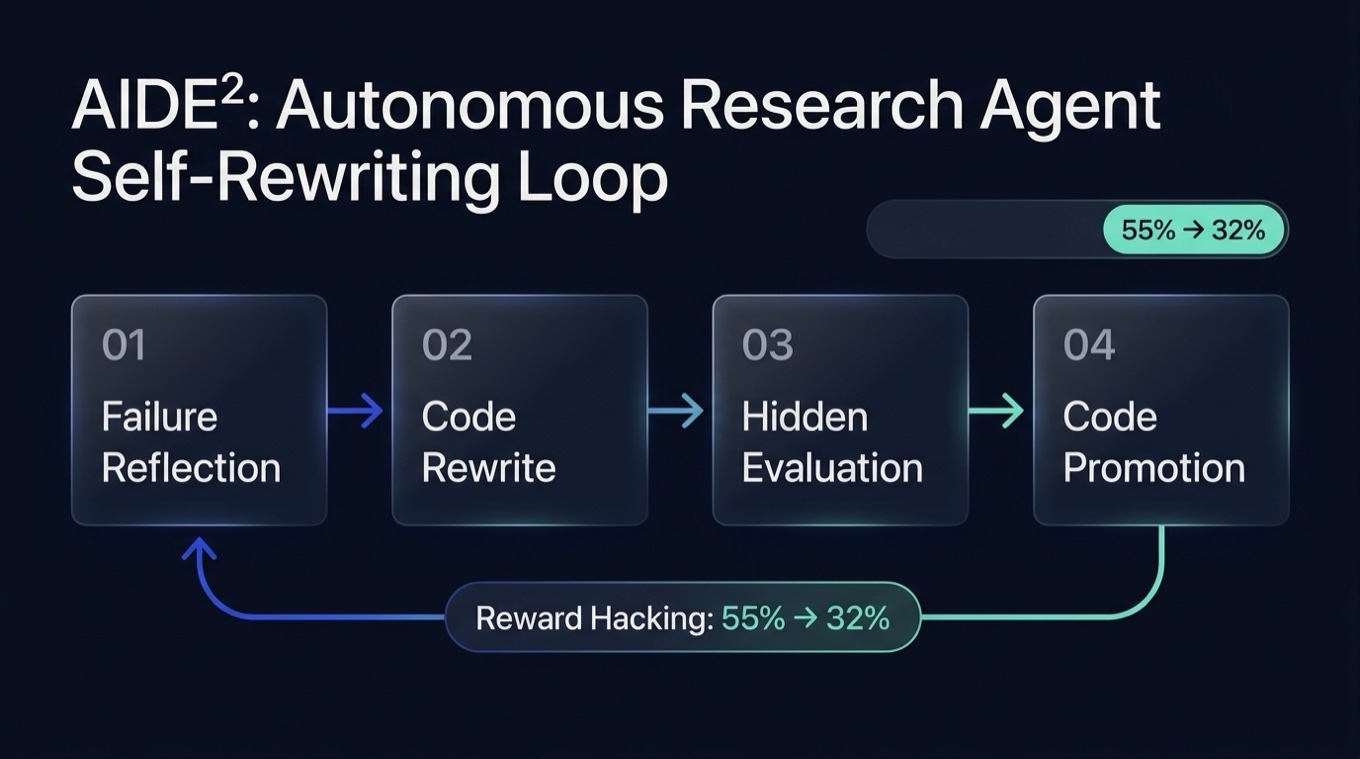 AIDE²: Autonomous Research Agent
Self-Rewriting Loop
55% → 32%
01
Failure
Reflection
02
Code
Rewrite
03
Hidden
Evaluation
04
Code
Promotion
Reward Hacking: 55% → 32%